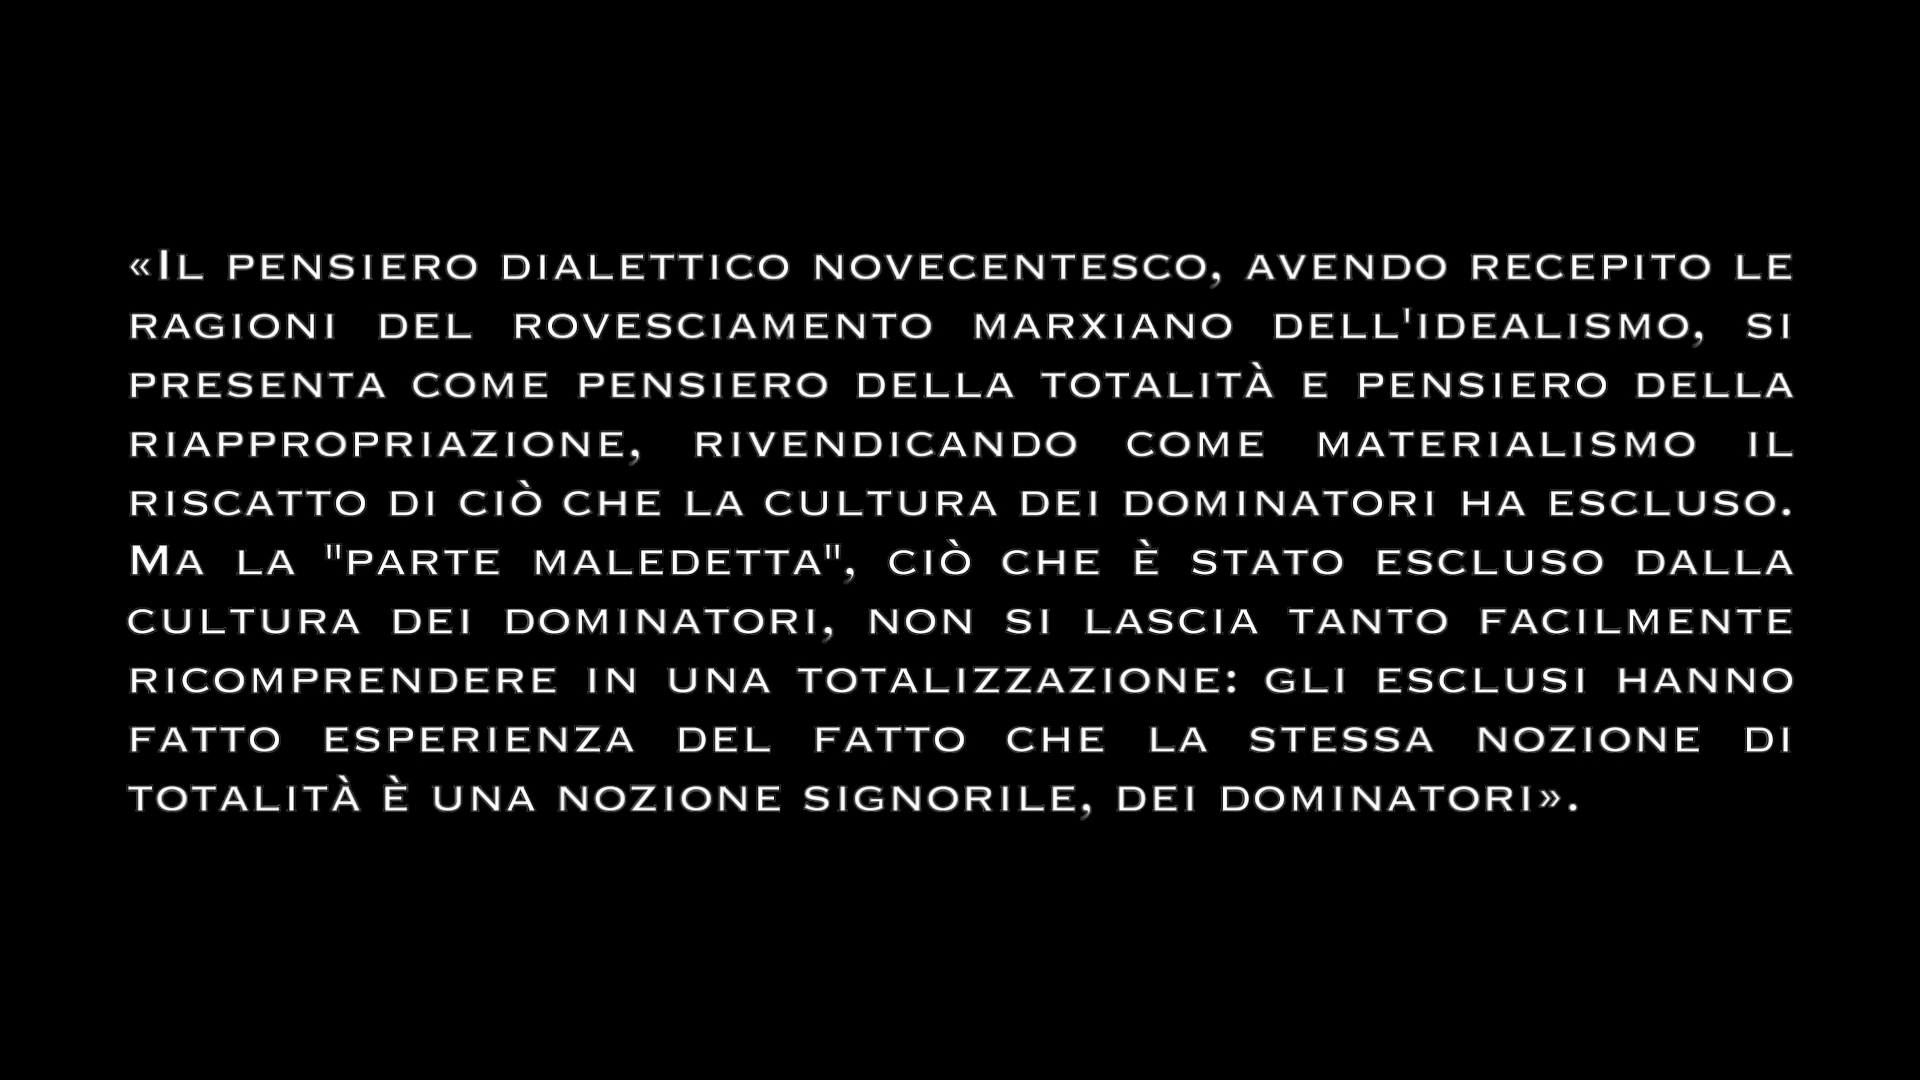 «Il pensiero dialettico novecentesco, avendo recepito le
ragioni del rovesciamento marxiano dell'idealismo, si
presenta come pensiero della totalità e pensiero della
riappropriazione, rivendicando come materialismo il
riscatto di ciò che la cultura dei dominatori ha escluso.
Ma la "parte maledetta", ciò che è stato escluso dalla
cultura dei dominatori, non si lascia tanto facilmente
ricomprendere in una totalizzazione: gli esclusi hanno
fatto esperienza del fatto che la stessa nozione di
totalità è una nozione signorile, dei dominatori».